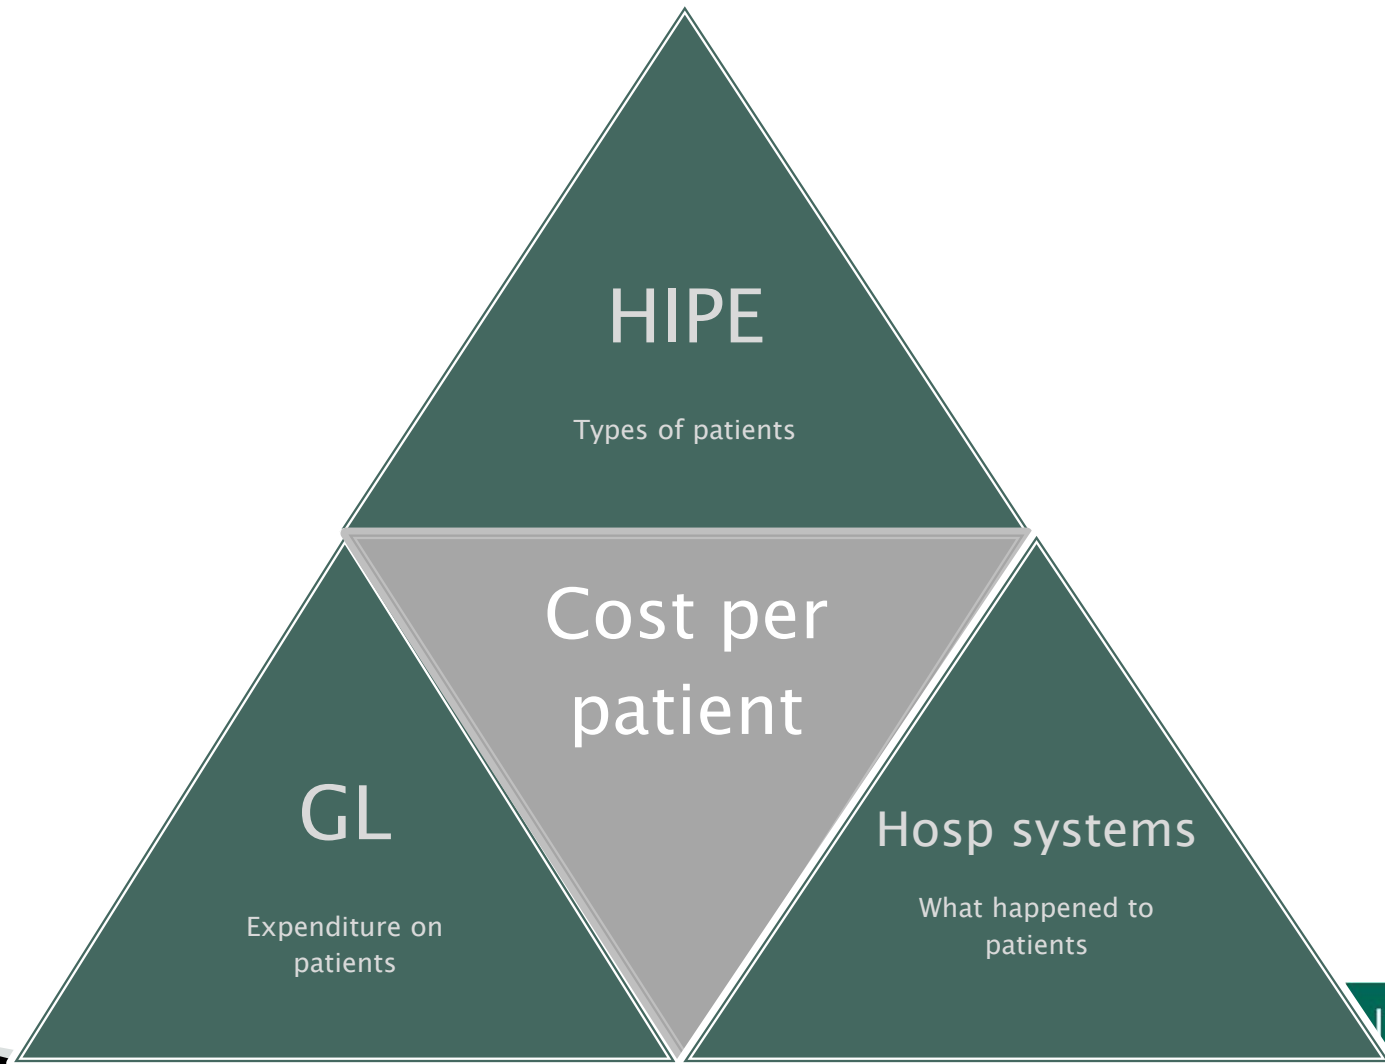 HIPE
Types of patients
Cost per
patient
GL
Expenditure on
patients
Hosp systems
What happened to
patients